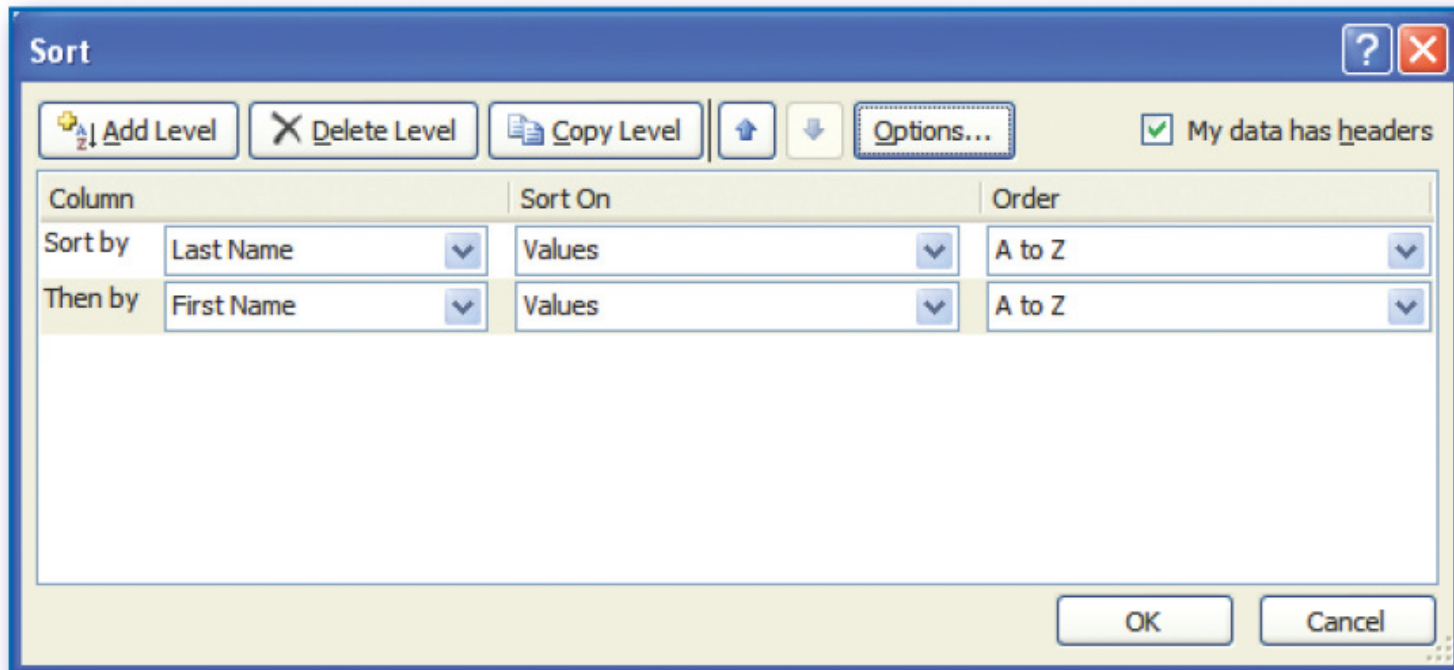 Sort
Add Level Delete Level Copy Level Options... My data has headers
Column Sort On Order
Sort by Last Name Values A to Z
Then by First Name Values A to Z
OK Cancel